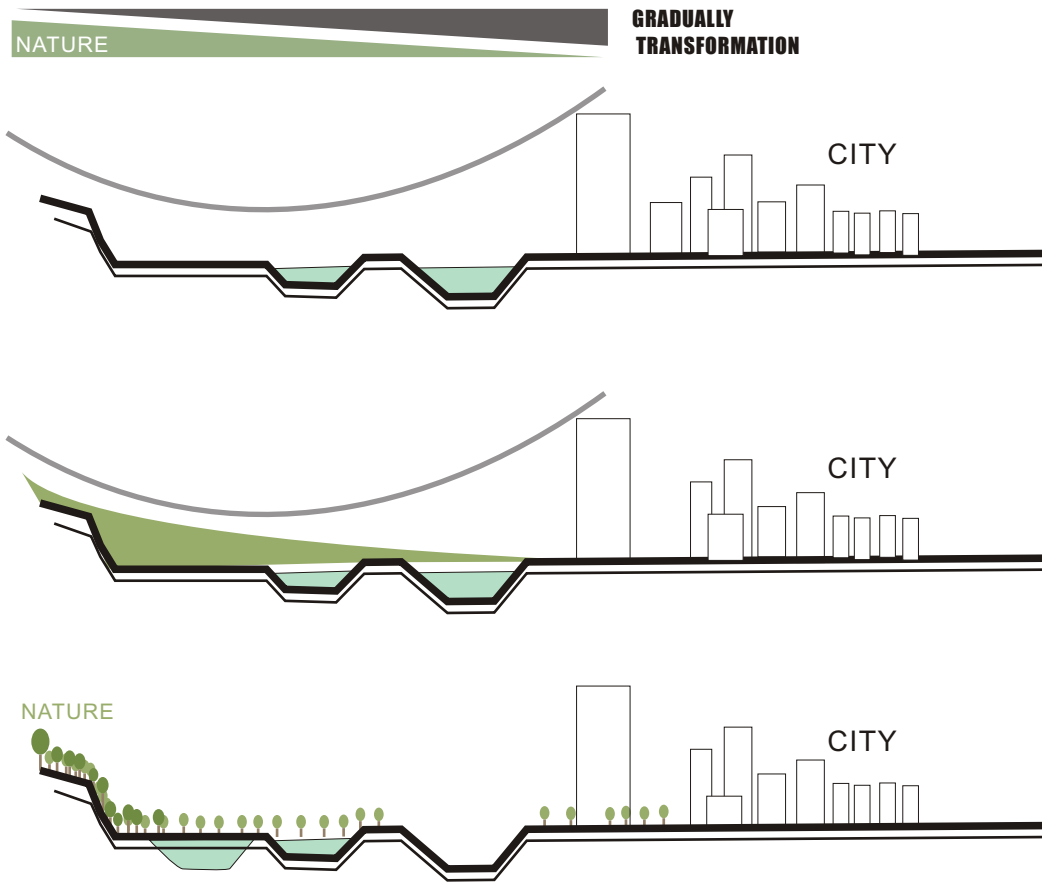 GRADUALLY
TRANSFORMATION
NATURE
CITY
CITY
NATURE
CITY